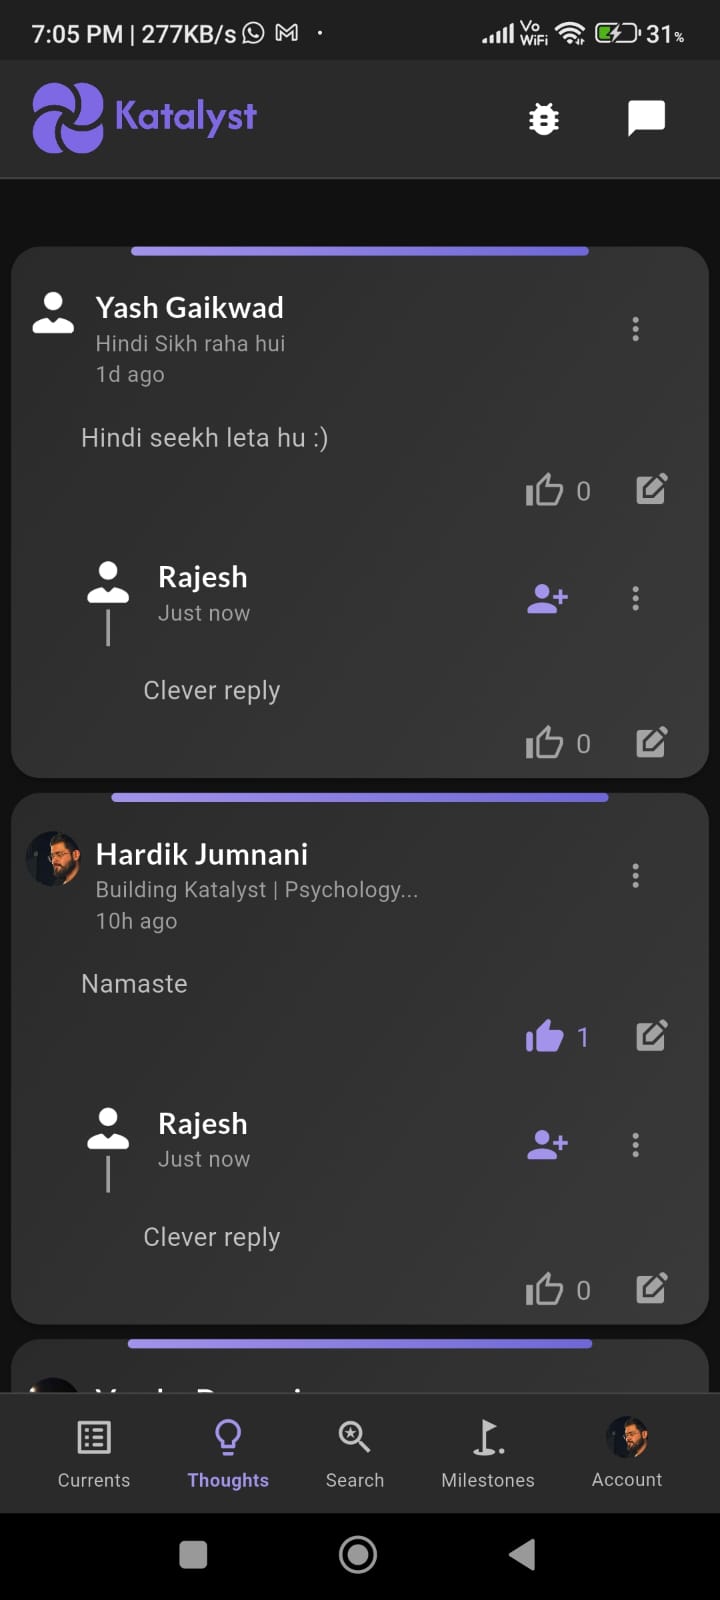 7:05 PM | 277KB/s
Vo
WiFi
31%
Katalyst
Yash Gaikwad
Hindi Sikh raha hui
1d ago
Hindi seekh leta hu :)
0
Rajesh
Just now
Clever reply
0
Hardik Jumnani
Building Katalyst | Psychology...
10h ago
Namaste
1
Rajesh
Just now
Clever reply
0
Currents
Thoughts
Search
Milestones
Account